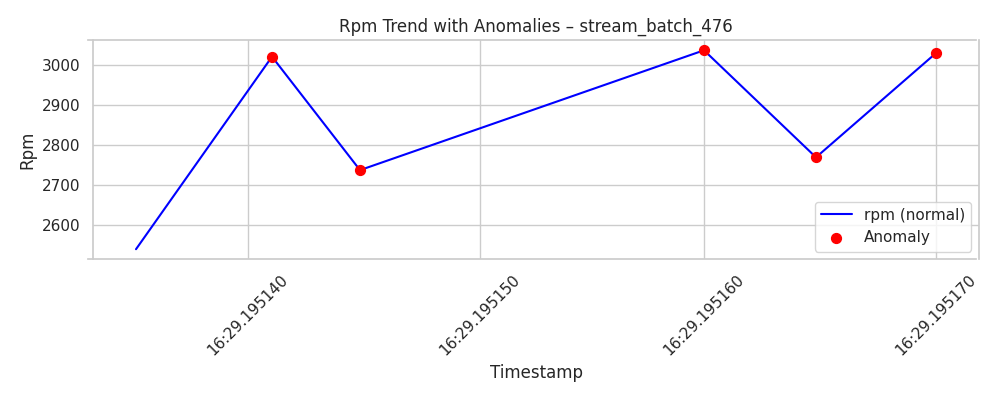 Rpm Trend with Anomalies – stream_batch_476
Rpm
3000
2900
2800
2700
2600
rpm (normal)
Anomaly
16:29.195140
16:29.195150
16:29.195160
16:29.195170
Timestamp